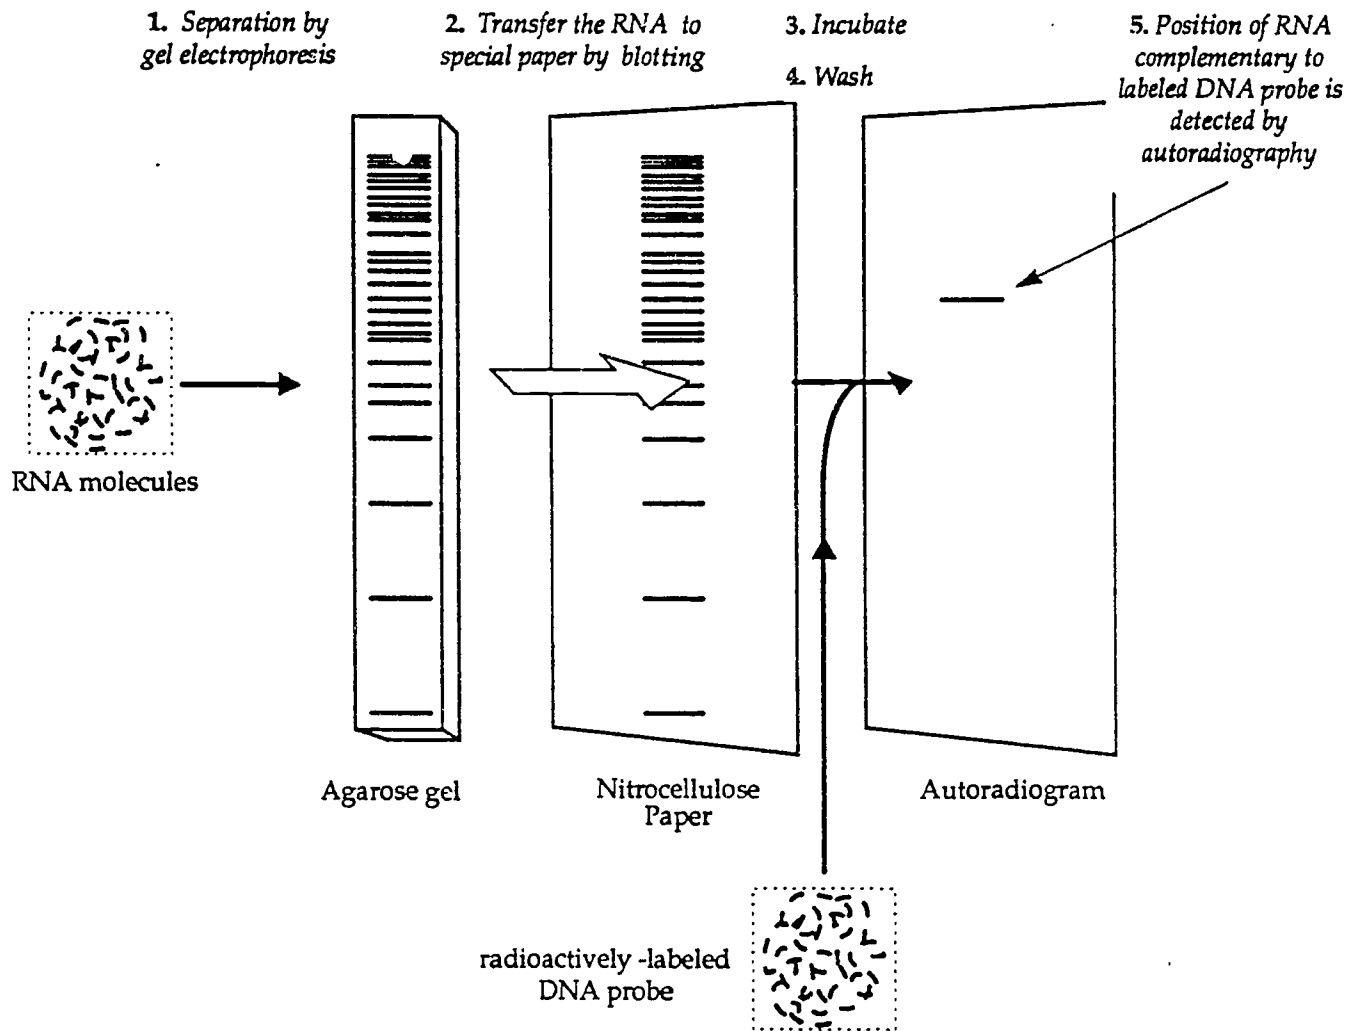 1. Separation by
gel electrophoresis
2. Transfer the RNA to
special paper by blotting
3. Incubate
4. Wash
5. Position of RNA
complementary to
labeled DNA probe is
detected by
autoradiography
RNA molecules
Agarose gel
Nitrocellulose
Paper
Autoradiogram
radioactively -labeled
DNA probe